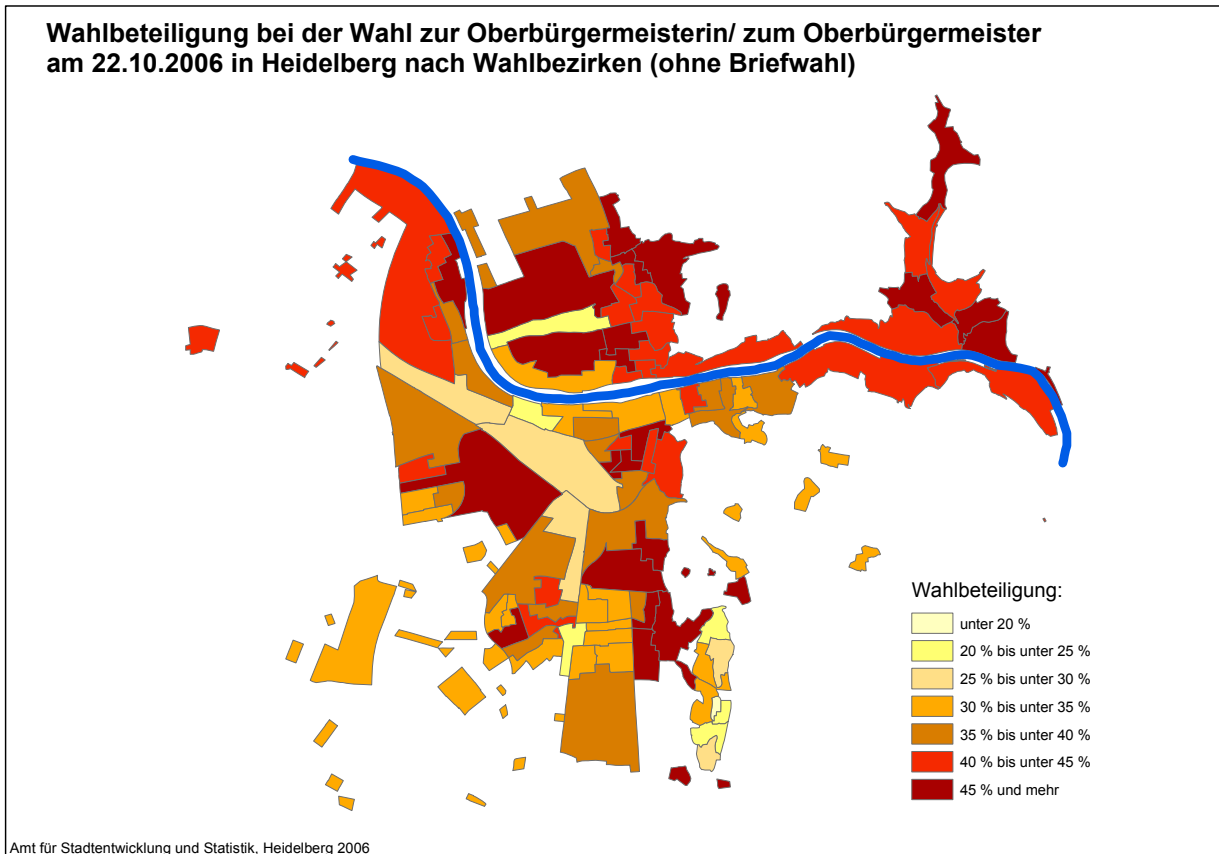 Wahlbeteiligung bei der Wahl zur Oberbürgermeisterin/ zum Oberbürgermeister
am 22.10.2006 in Heidelberg nach Wahlbezirken (ohne Briefwahl)
Wahlbeteiligung:
unter 20 %
20 % bis unter 25 %
25 % bis unter 30 %
30 % bis unter 35 %
35 % bis unter 40 %
40 % bis unter 45 %
45 % und mehr
Amt für Stadtentwicklung und Statistik, Heidelberg 2006